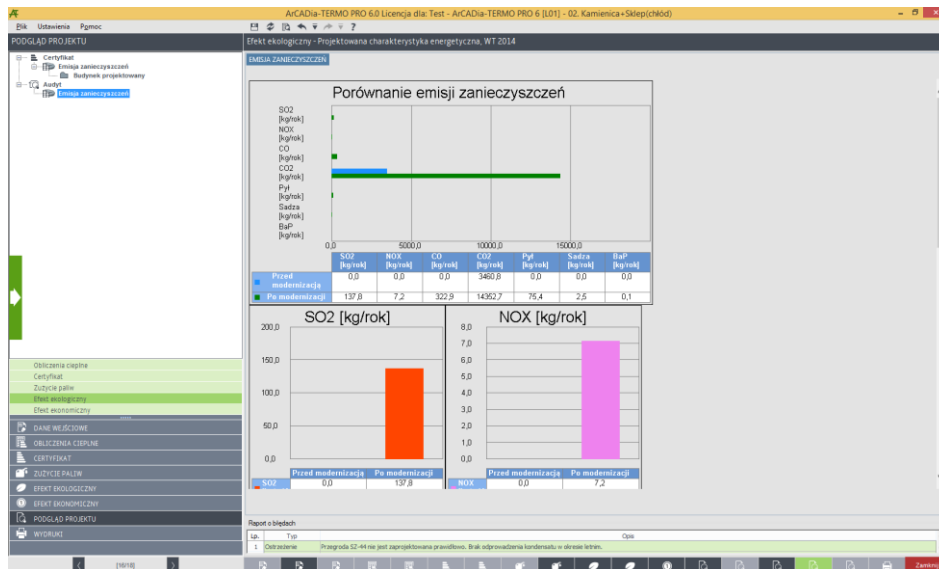 ArCADia-TERMO PRO 6.0 Licencja dla: Test - ArCADia-TERMO PRO 6 [L01] - 02. Kamienica+Sklep(chłód)
Plik Ustawienia Pomoc
PODGLĄD PROJEKTU
Certyfikat
Emisja zanieczyszczeń
Budynek projektowany
Audyt
Emisja zanieczyszczeń
Obliczenia cieplne
Certyfikat
Zużycie paliw
Efekt ekologiczny
Efekt ekonomiczny
DANE WEJŚCIOWE
OBLICZENIA CIEPLNE
CERTYFIKAT
ZUŻYCIE PALIW
EFEKT EKOLOGICZNY
EFEKT EKONOMICZNY
PODGLĄD PROJEKTU
WYDRUKI
[16/18]
Efekt ekologiczny - Projektowana charakterystyka energetyczna, WT 2014
EMISJA ZANIECZYSZCZEŃ
Porównanie emisji zanieczyszczeń
SO2
[kg/rok]
NOX
[kg/rok]
CO
[kg/rok]
CO2
[kg/rok]
Pył
[kg/rok]
Sadza
[kg/rok]
BaP
[kg/rok]
0,0 5000,0 10000,0 15000,0
SO2 NOX CO CO2 Pył Sadza BaP
[kg/rok] [kg/rok] [kg/rok] [kg/rok] [kg/rok] [kg/rok] [kg/rok]
Przed modernizacją 0,0 0,0 0,0 3460,8 0,0 0,0 0,0
Po modernizacji 137,8 7,2 322,9 14352,7 75,4 2,5 0,1
SO2 [kg/rok]
200,0
150,0
100,0
50,0
0,0
Przed modernizacją Po modernizacji
SO2 0,0 137,8
NOX [kg/rok]
8,0
7,0
6,0
5,0
4,0
3,0
2,0
1,0
0,0
Przed modernizacją Po modernizacji
NOX 0,0 7,2
Raport o błędach
Lp. Typ Opis
1 Ostrzeżenie Przegroda SZ-44 nie jest zaprojektowana prawidłowo. Brak odprowadzenia kondensatu w okresie letnim.
Zamknij